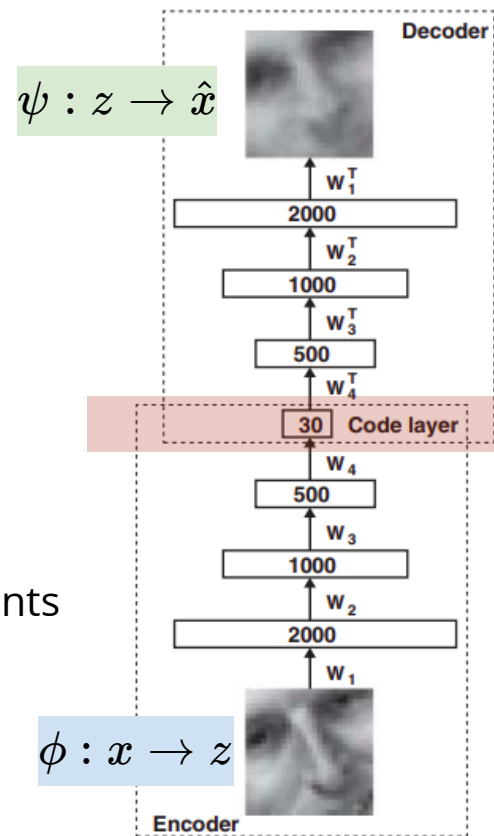 Decoder
ψ : z → x̂
W₁ᵀ
2000
W₂ᵀ
1000
W₃ᵀ
500
W₄ᵀ
30 Code layer
W₄
500
W₃
1000
nts
W₂
2000
W₁
ϕ : x → z
Encoder